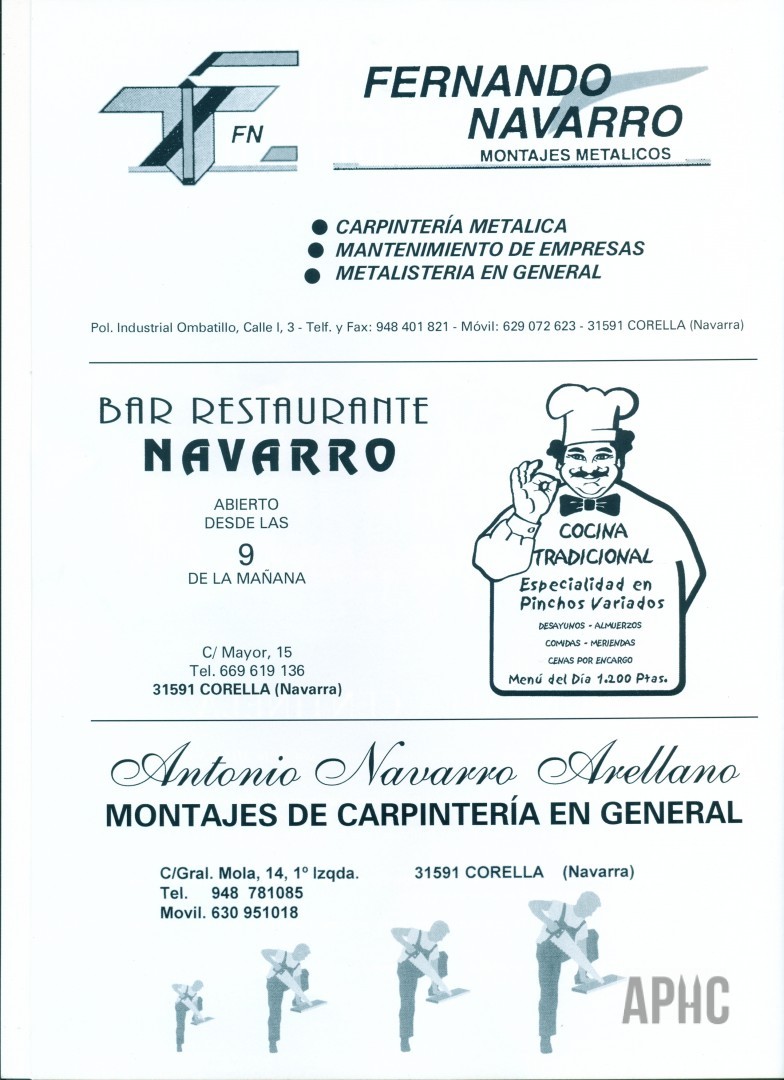 FN
FERNANDO
NAVARRO
MONTAJES METALICOS
● CARPINTERÍA METALICA
● MANTENIMIENTO DE EMPRESAS
● METALISTERIA EN GENERAL
Pol. Industrial Ombatillo, Calle I, 3 - Telf. y Fax: 948 401 821 - Móvil: 629 072 623 - 31591 CORELLA (Navarra)
BAR RESTAURANTE
NAVARRO
ABIERTO
DESDE LAS
9
DE LA MAÑANA
C/ Mayor, 15
Tel. 669 619 136
31591 CORELLA (Navarra)
COCINA
TRADICIONAL
Especialidad en
Pinchos Variados
DESAYUNOS - ALMUERZOS
COMIDAS - MERIENDAS
CENAS POR ENCARGO
Menú del Día 1.200 Ptas.
Antonio Navarro Arellano
MONTAJES DE CARPINTERÍA EN GENERAL
C/Gral. Mola, 14, 1º Izqda. 31591 CORELLA (Navarra)
Tel. 948 781085
Movil. 630 951018
APHC